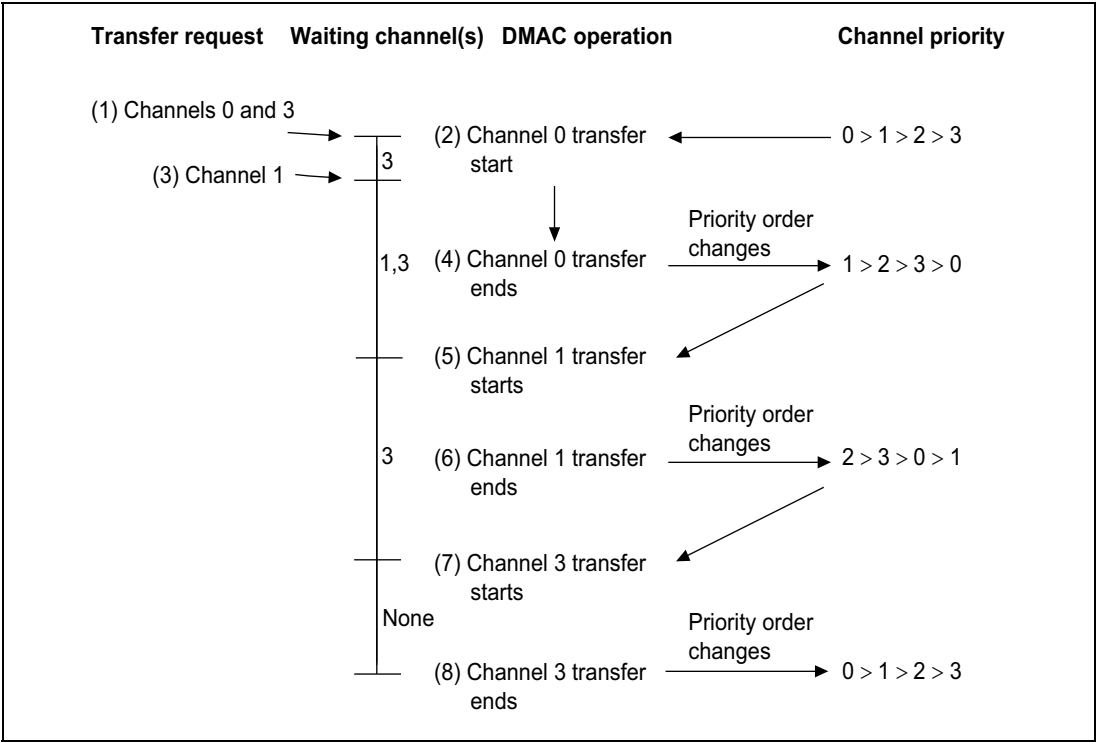 Transfer request Waiting channel(s) DMAC operation Channel priority
(1) Channels 0 and 3
(2) Channel 0 transfer
start
0 > 1 > 2 > 3
3
(3) Channel 1
Priority order
changes
1,3
(4) Channel 0 transfer
ends
1 > 2 > 3 > 0
(5) Channel 1 transfer
starts
Priority order
changes
3
(6) Channel 1 transfer
ends
2 > 3 > 0 > 1
(7) Channel 3 transfer
starts
None
Priority order
changes
(8) Channel 3 transfer
ends
0 > 1 > 2 > 3